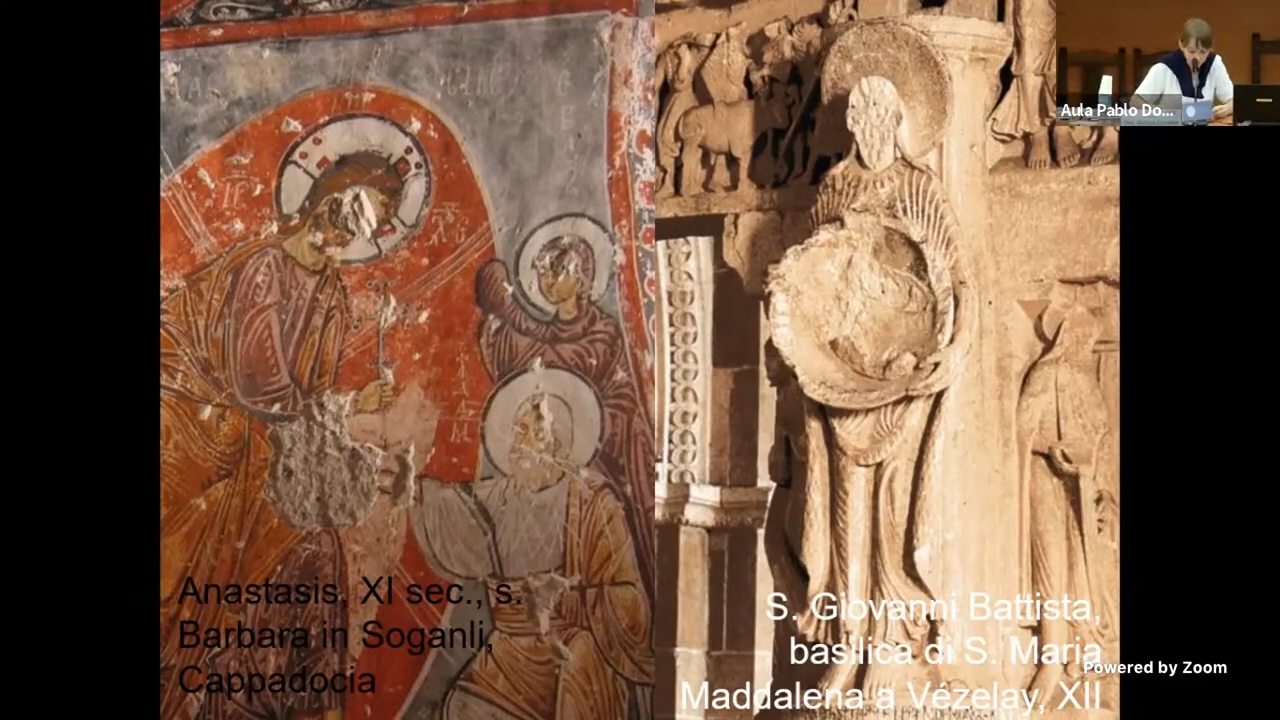 Aula Pablo Do...
Anastasis, XI sec., s.
Barbara in Soganli,
Cappadocia
S. Giovanni Battista,
basilica di S. Maria
Maddalena a Vézelay, XII
Powered by Zoom